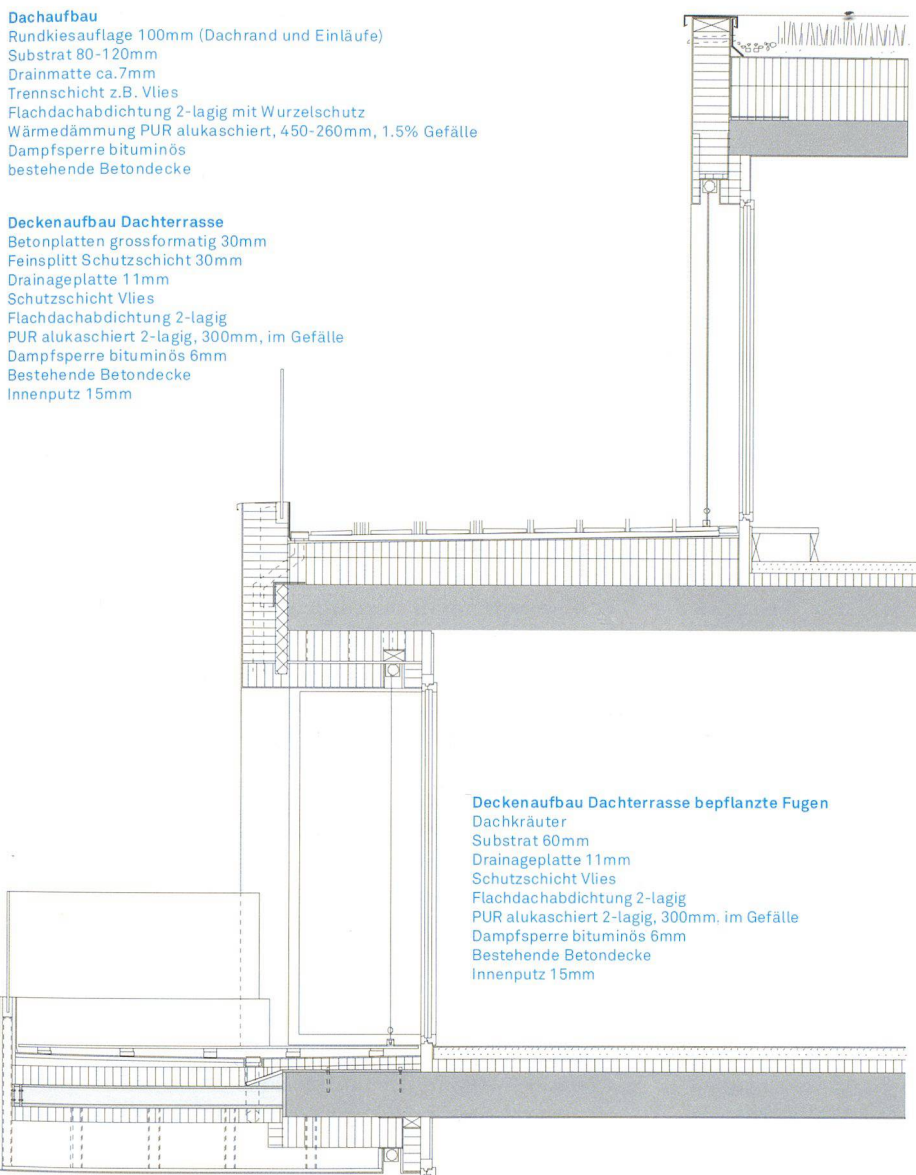 Dachaufbau
Rundkiesauflage 100mm (Dachrand und Einläufe)
Substrat 80-120mm
Drainmatte ca.7mm
Trennschicht z.B. Vlies
Flachdachabdichtung 2-lagig mit Wurzelschutz
Wärmedämmung PUR alukaschiert, 450-260mm, 1.5% Gefälle
Dampfsperre bituminös
bestehende Betondecke
Deckenaufbau Dachterrasse
Betonplatten grossformatig 30mm
Feinsplitt Schutzschicht 30mm
Drainageplatte 11mm
Schutzschicht Vlies
Flachdachabdichtung 2-lagig
PUR alukaschiert 2-lagig, 300mm, im Gefälle
Dampfsperre bituminös 6mm
Bestehende Betondecke
Innenputz 15mm
Deckenaufbau Dachterrasse bepflanzte Fugen
Dachkräuter
Substrat 60mm
Drainageplatte 11mm
Schutzschicht Vlies
Flachdachabdichtung 2-lagig
PUR alukaschiert 2-lagig, 300mm. im Gefälle
Dampfsperre bituminös 6mm
Bestehende Betondecke
Innenputz 15mm